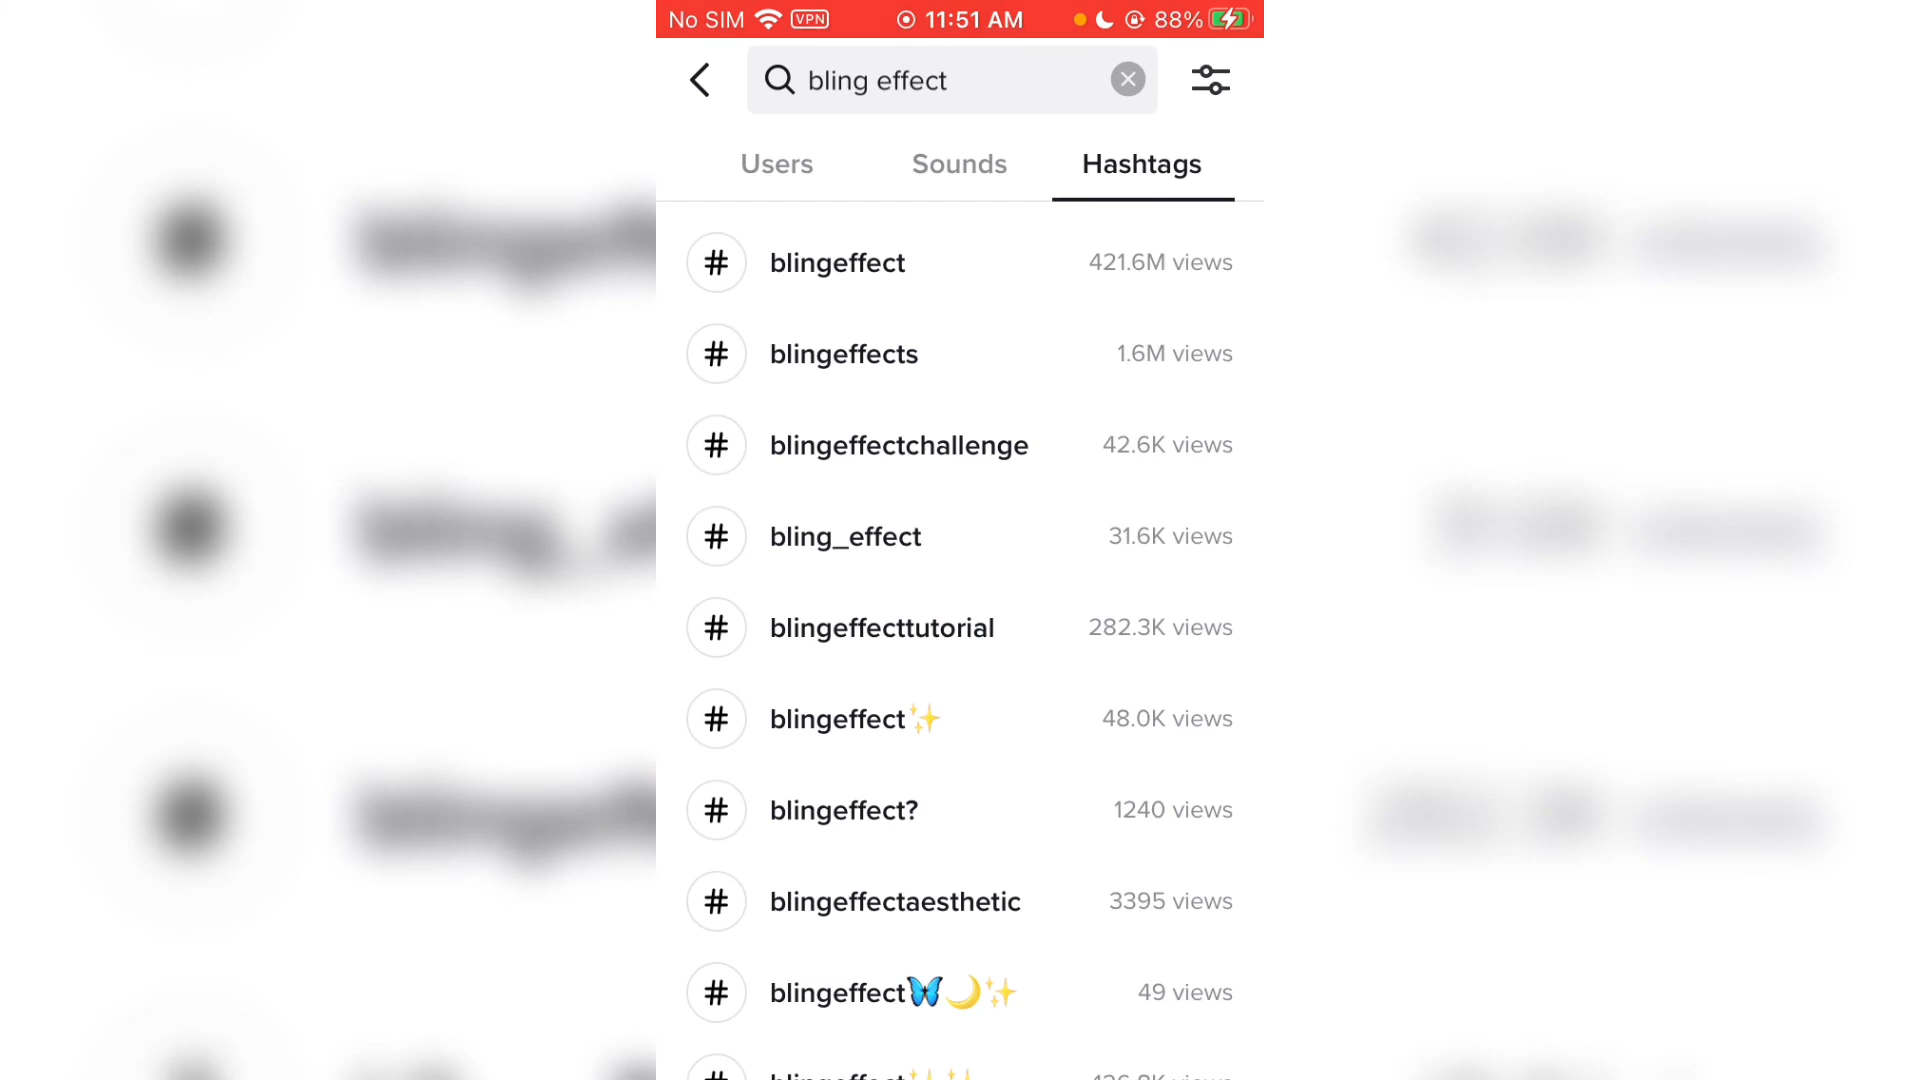 No SIM VPN 11:51 AM 88%
bling effect
Users Sounds Hashtags
# blingeffect 421.6M views
# blingeffects 1.6M views
# blingeffectchallenge 42.6K views
# bling_effect 31.6K views
# blingeffecttutorial 282.3K views
# blingeffect✨ 48.0K views
# blingeffect? 1240 views
# blingeffectaesthetic 3395 views
# blingeffect🦋🌙✨ 49 views